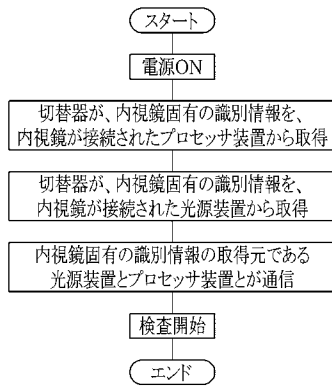 スタート
電源ON
切替器が、内視鏡固有の識別情報を、
内視鏡が接続されたプロセッサ装置から取得
切替器が、内視鏡固有の識別情報を、
内視鏡が接続された光源装置から取得
内視鏡固有の識別情報の取得元である
光源装置とプロセッサ装置とが通信
検査開始
エンド